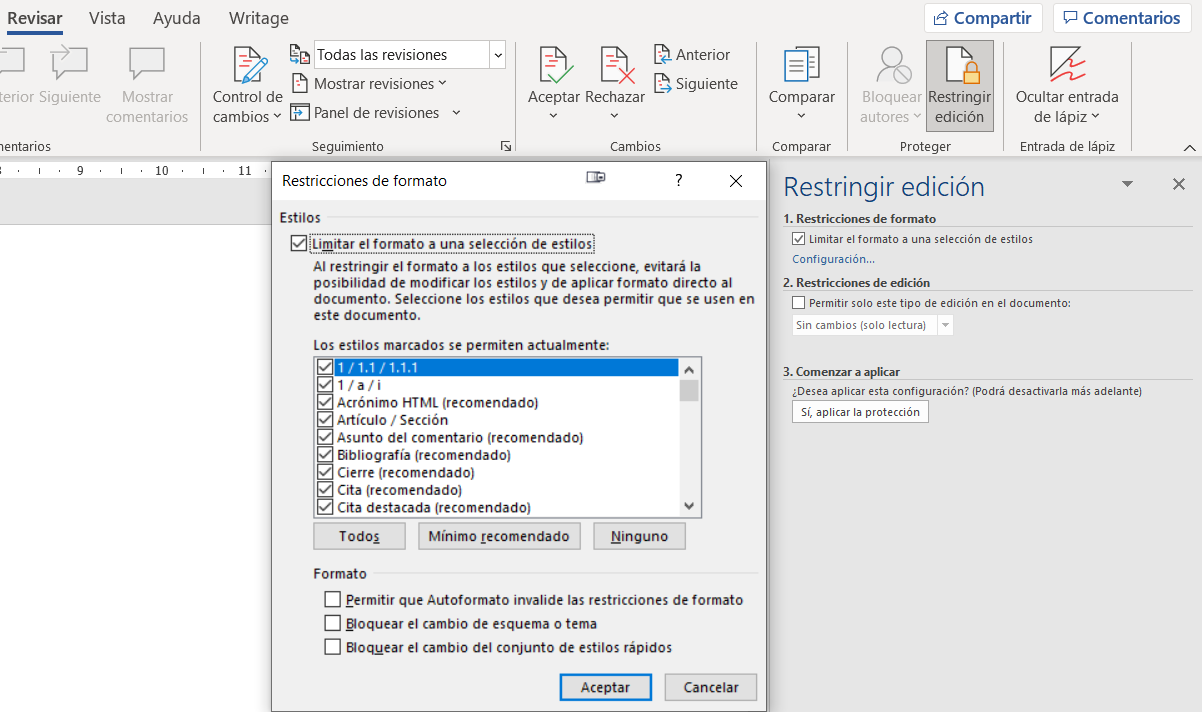 Revisar Vista Ayuda Writage Compartir Comentarios
terior Siguiente
Mostrar comentarios
Control de cambios
Todas las revisiones
Mostrar revisiones
Panel de revisiones
Aceptar Rechazar
Anterior
Siguiente
Comparar
Bloquear autores
Restringir edición
Ocultar entrada de lápiz
entarios Seguimiento Cambios Comparar Proteger Entrada de lápiz
9 10 11
Restricciones de formato ?
Estilos
Limitar el formato a una selección de estilos
Al restringir el formato a los estilos que seleccione, evitará la
posibilidad de modificar los estilos y de aplicar formato directo al
documento. Seleccione los estilos que desea permitir que se usen en
este documento.
Los estilos marcados se permiten actualmente:
1 / 1.1 / 1.1.1
1 / a / i
Acrónimo HTML (recomendado)
Artículo / Sección
Asunto del comentario (recomendado)
Bibliografía (recomendado)
Cierre (recomendado)
Cita (recomendado)
Cita destacada (recomendado)
Todos Mínimo recomendado Ninguno
Formato
Permitir que Autoformato invalide las restricciones de formato
Bloquear el cambio de esquema o tema
Bloquear el cambio del conjunto de estilos rápidos
Aceptar Cancelar
Restringir edición
1. Restricciones de formato
Limitar el formato a una selección de estilos
Configuración...
2. Restricciones de edición
Permitir solo este tipo de edición en el documento:
Sin cambios (solo lectura)
3. Comenzar a aplicar
¿Desea aplicar esta configuración? (Podrá desactivarla más adelante)
Sí, aplicar la protección